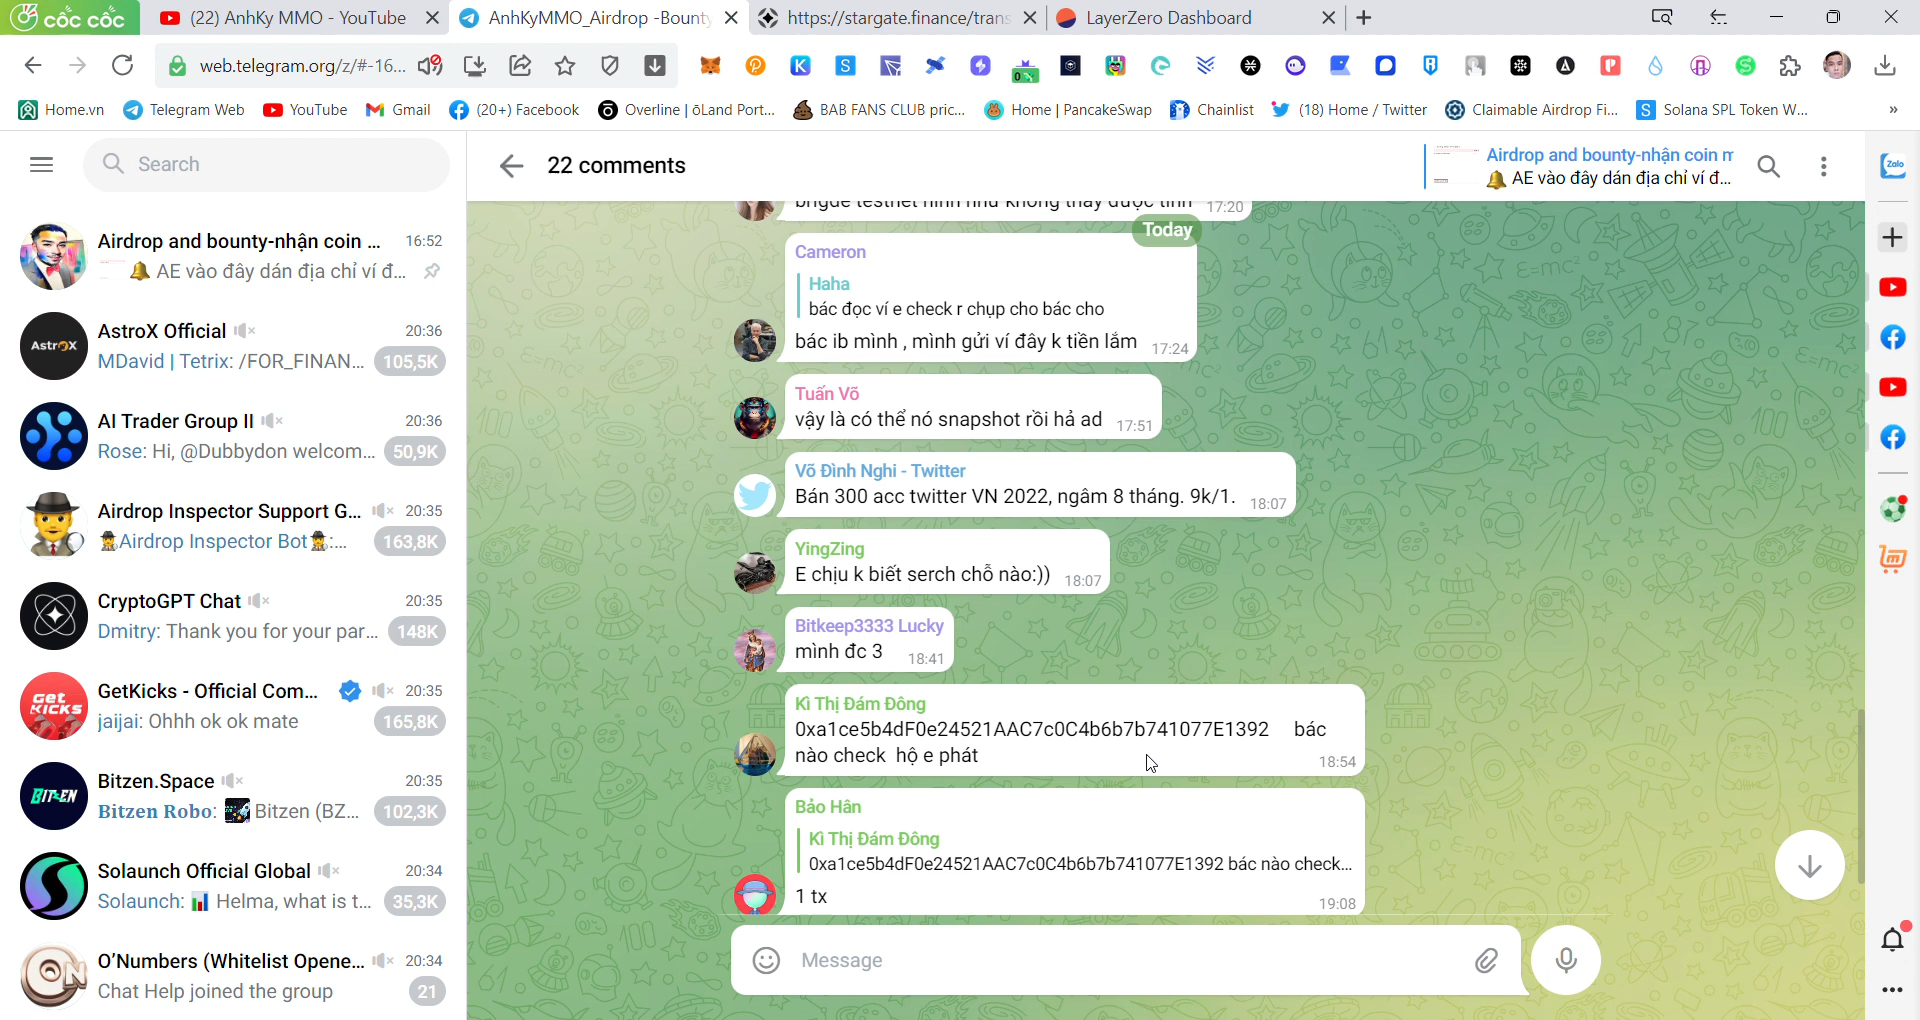 cốc cốc
(22) AnhKy MMO - YouTube
AnhKyMMO_Airdrop -Bounty
https://stargate.finance/trans
LayerZero Dashboard
web.telegram.org/z/#-16...
Home.vn
Telegram Web
YouTube
Gmail
(20+) Facebook
Overline | ōLand Port...
BAB FANS CLUB pric...
Home | PancakeSwap
Chainlist
(18) Home / Twitter
Claimable Airdrop Fi...
Solana SPL Token W...
»
Search
22 comments
Airdrop and bounty-nhận coin m
🔔 AE vào đây dán địa chỉ ví đ...
Zalo
Airdrop and bounty-nhận coin ... 16:52
🔔 AE vào đây dán địa chỉ ví đ...
AstroX
AstroX Official 20:36
MDavid | Tetrix: /FOR_FINAN... 105,5K
AI Trader Group II 20:36
Rose: Hi, @Dubbydon welcom... 50,9K
Airdrop Inspector Support G... 20:35
Airdrop Inspector Bot :... 163,8K
CryptoGPT Chat 20:35
Dmitry: Thank you for your par... 148K
GET KICKS
GetKicks - Official Com... 20:35
jaijai: Ohhh ok ok mate 165,8K
BIT-EN
Bitzen.Space 20:35
Bitzen Robo: Bitzen (BZ... 102,3K
Solaunch Official Global 20:34
Solaunch: 📊 Helma, what is t... 35,3K
ON
O'Numbers (Whitelist Opene... 20:34
Chat Help joined the group 21
brigde testnet hình như không thấy được tính 17:20
Today
Cameron
Haha
bác đọc ví e check r chụp cho bác cho
bác ib mình , mình gửi ví đây k tiền lắm 17:24
Tuấn Võ
vậy là có thể nó snapshot rồi hả ad 17:51
Võ Đình Nghi - Twitter
Bán 300 acc twitter VN 2022, ngâm 8 tháng. 9k/1. 18:07
YingZing
E chịu k biết serch chỗ nào:)) 18:07
Bitkeep3333 Lucky
mình đc 3 18:41
Kì Thị Đám Đông
0xa1ce5b4dF0e24521AAC7c0C4b6b7b741077E1392 bác
nào check hộ e phát 18:54
Bảo Hân
Kì Thị Đám Đông
0xa1ce5b4dF0e24521AAC7c0C4b6b7b741077E1392 bác nào check...
1 tx 19:08
Message